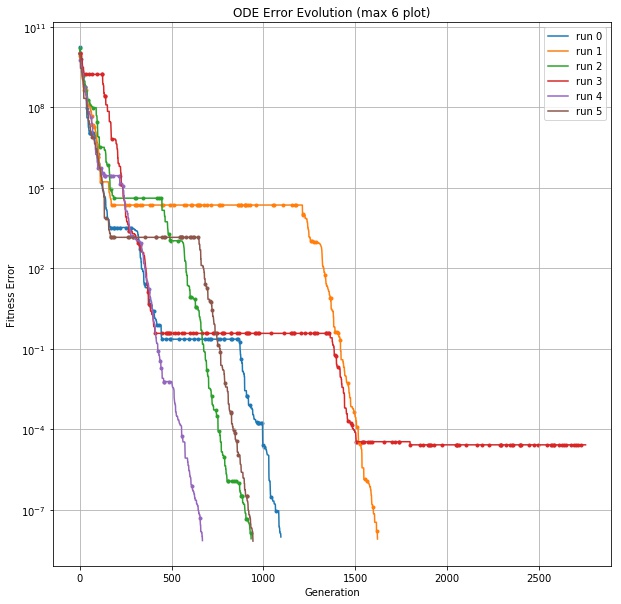 ODE Error Evolution (max 6 plot)
10¹¹
10⁸
10⁵
10²
10⁻¹
10⁻⁴
10⁻⁷
Fitness Error
run 0
run 1
run 2
run 3
run 4
run 5
0
500
1000
1500
2000
2500
Generation